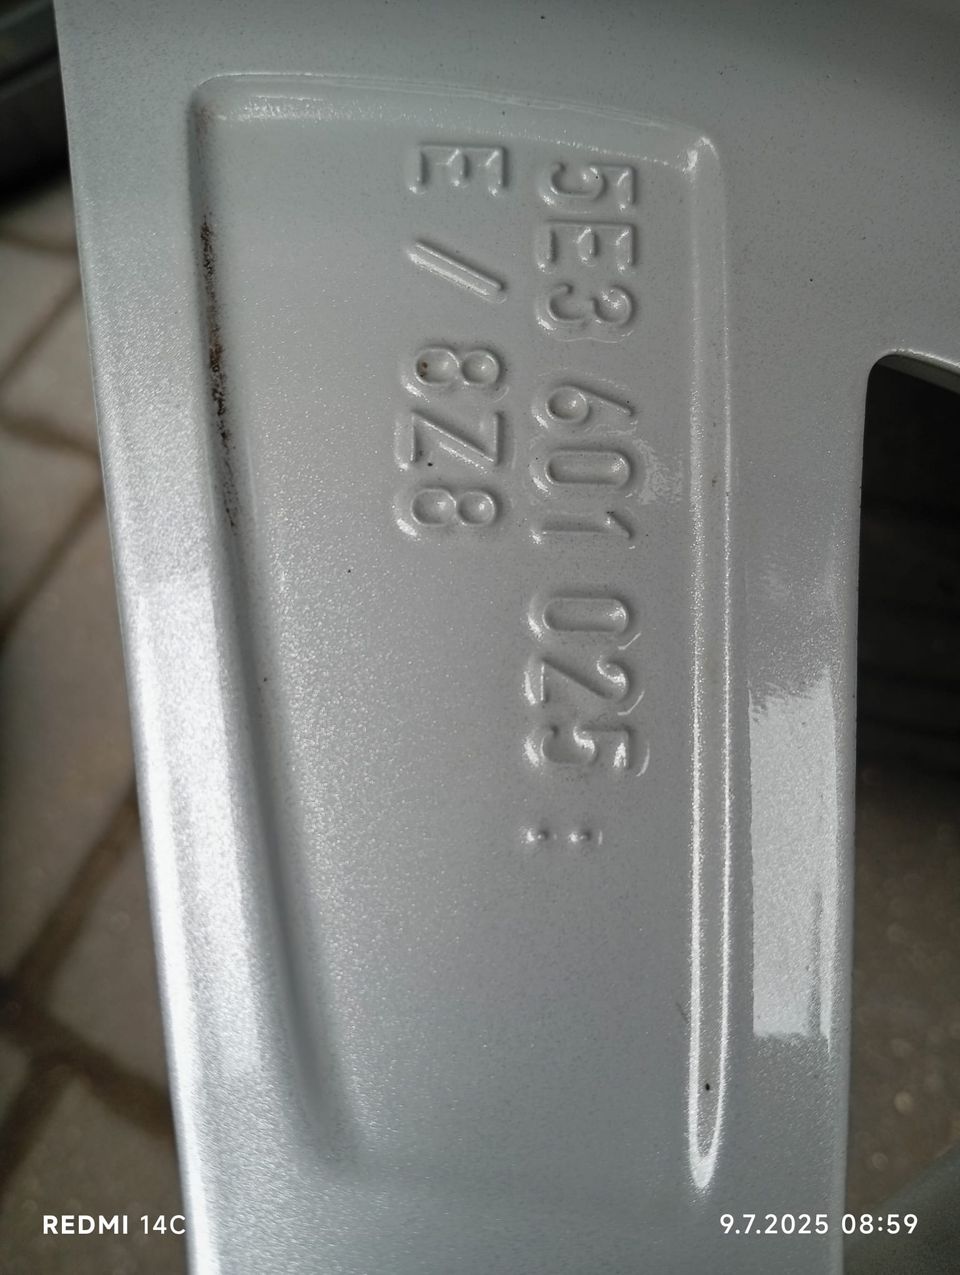 5E3 601 025 :
E / 8Z8
REDMI 14C
9.7.2025 08:59